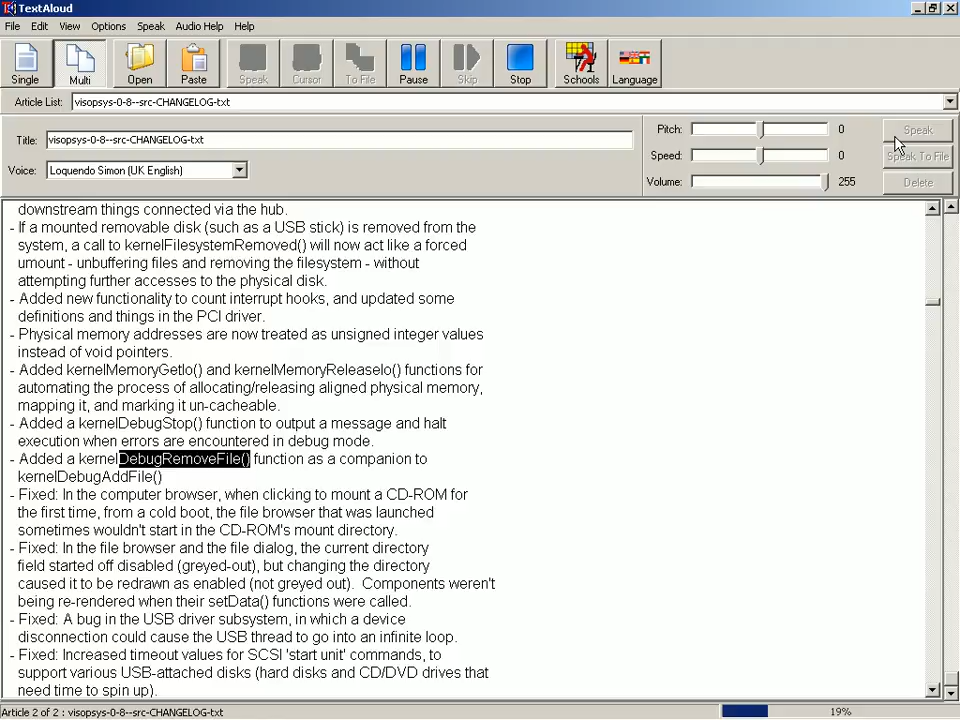 TextAloud
File Edit View Options Speak Audio Help Help
Single Multi Open Paste Speak Cursor To File Pause Skip Stop Schools Language
Article List: visopsys-0-8--src-CHANGELOG-txt
Title: visopsys-0-8--src-CHANGELOG-txt
Voice: Loquendo Simon (UK English)
Pitch: 0 Speak
Speed: 0 Speak To File
Volume: 255 Delete
downstream things connected via the hub.
- If a mounted removable disk (such as a USB stick) is removed from the
system, a call to kernelFilesystemRemoved() will now act like a forced
umount - unbuffering files and removing the filesystem - without
attempting further accesses to the physical disk.
- Added new functionality to count interrupt hooks, and updated some
definitions and things in the PCI driver.
- Physical memory addresses are now treated as unsigned integer values
instead of void pointers.
- Added kernelMemoryGetIo() and kernelMemoryReleaseIo() functions for
automating the process of allocating/releasing aligned physical memory,
mapping it, and marking it un-cacheable.
- Added a kernelDebugStop() function to output a message and halt
execution when errors are encountered in debug mode.
- Added a kernelDebugRemoveFile() function as a companion to
kernelDebugAddFile()
- Fixed: In the computer browser, when clicking to mount a CD-ROM for
the first time, from a cold boot, the file browser that was launched
sometimes wouldn't start in the CD-ROM's mount directory.
- Fixed: In the file browser and the file dialog, the current directory
field started off disabled (greyed-out), but changing the directory
caused it to be redrawn as enabled (not greyed out).  Components weren't
being re-rendered when their setData() functions were called.
- Fixed: A bug in the USB driver subsystem, in which a device
disconnection could cause the USB thread to go into an infinite loop.
- Fixed: Increased timeout values for SCSI 'start unit' commands, to
support various USB-attached disks (hard disks and CD/DVD drives that
need time to spin up).
Article 2 of 2 : visopsys-0-8--src-CHANGELOG-txt 19%